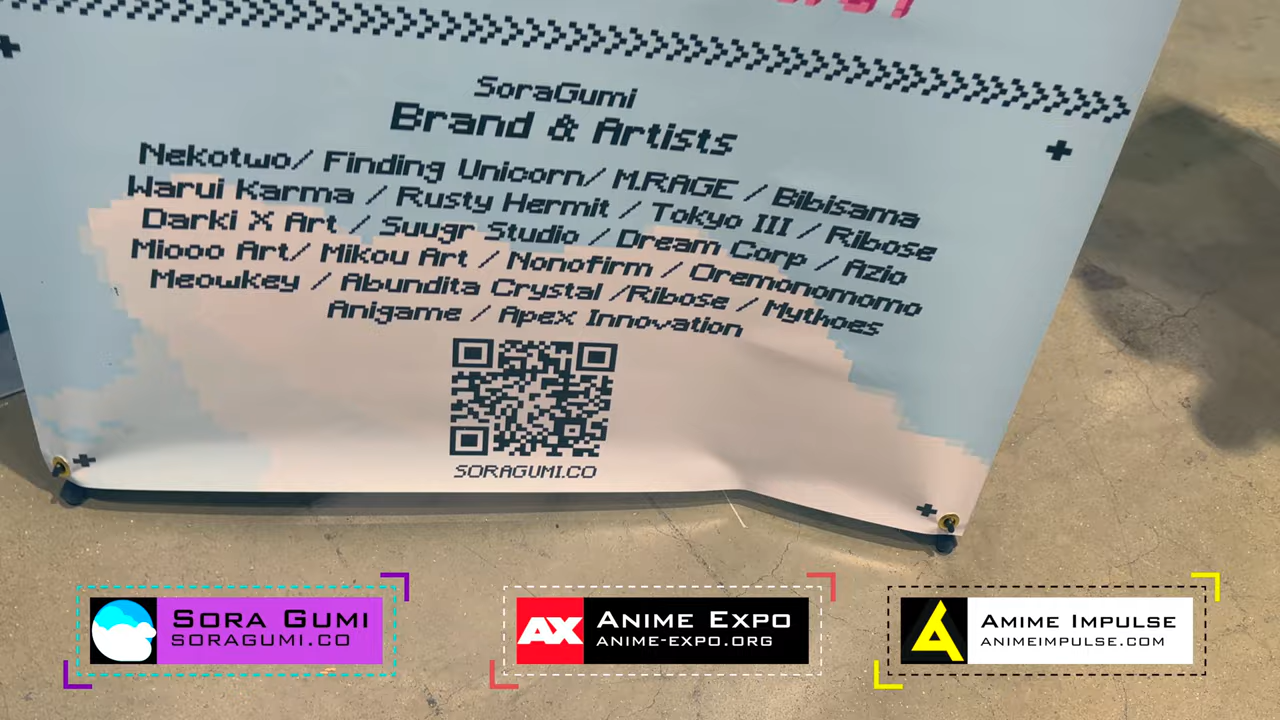 SoraGumi
Brand & Artists
Nekotwo/ Finding Unicorn/ M.RAGE / Bibisama
Warui Karma / Rusty Hermit / Tokyo III / Ribose
Darki X Art / Suugr Studio / Dream Corp / Azio
Miooo Art/ Mikou Art / Nonofirm / Oremonomomo
Meowkey / Abundita Crystal /Ribose / Mythoes
Anigame / Apex Innovation
SORAGUMI.CO
SORA GUMI
SORAGUMI.CO
AX
ANIME EXPO
ANIME-EXPO.ORG
AMIME IMPULSE
ANIMEIMPULSE.COM